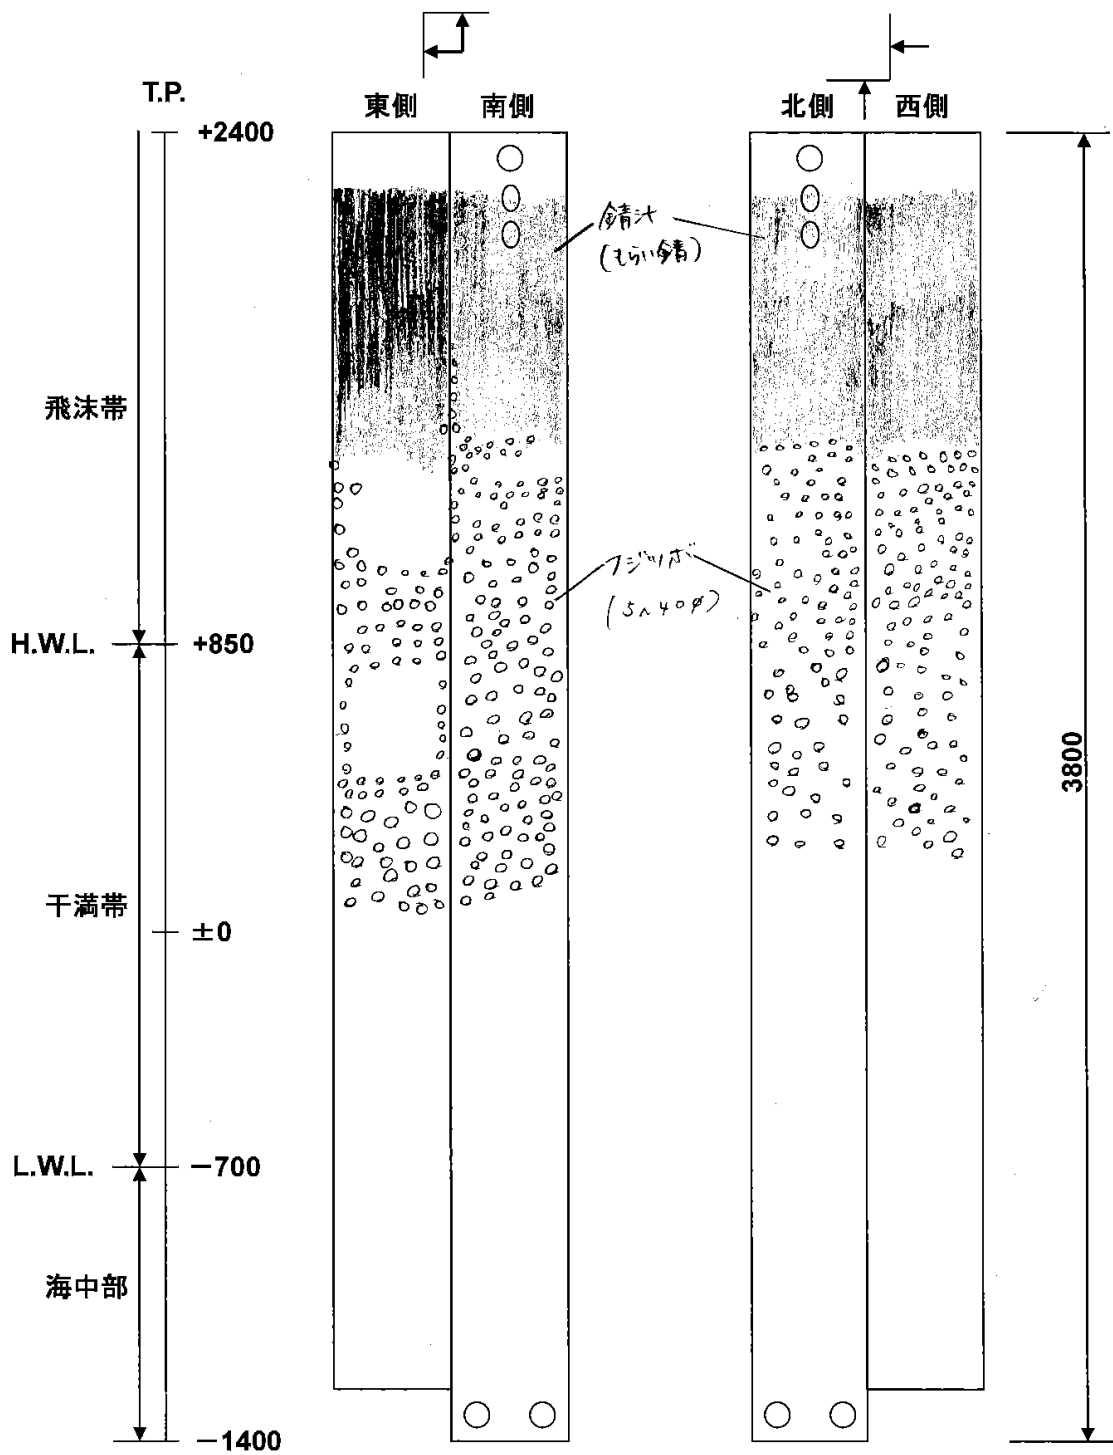 T.P.
東側 南側 北側 西側
+2400
錆汁
(もらい錆)
飛沫帯
フジツボ
(5~40φ)
H.W.L. +850
3800
干満帯
±0
L.W.L. −700
海中部
−1400